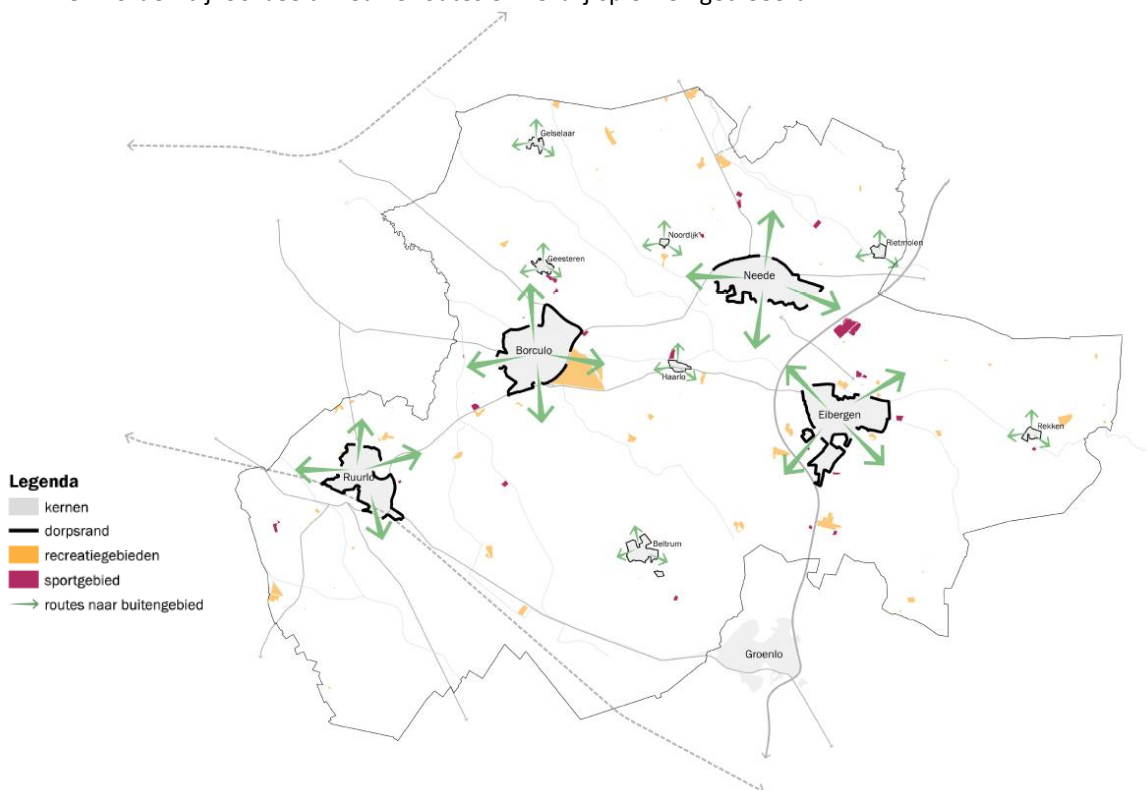 Gelselaar
Noordijk
Rietmolen
Geesteren
Neede
Borculo
Haarlo
Eibergen
Rekken
Ruurlo
Beltrum
Groenlo
Legenda
kernen
dorpsrand
recreatiegebieden
sportgebied
routes naar buitengebied